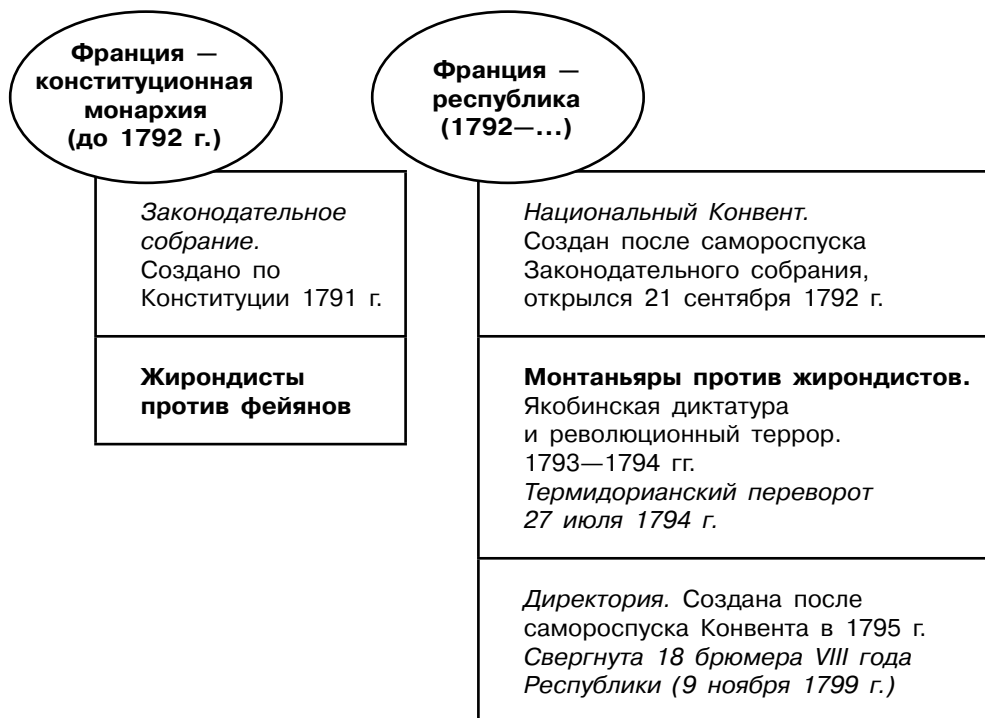 Франция —
конституционная
монархия
(до 1792 г.)
Законодательное
собрание.
Создано по
Конституции 1791 г.
Жирондисты
против фейянов
Франция —
республика
(1792—...)
Национальный Конвент.
Создан после самороспуска
Законодательного собрания,
открылся 21 сентября 1792 г.
Монтаньяры против жирондистов.
Якобинская диктатура
и революционный террор.
1793—1794 гг.
Термидорианский переворот
27 июля 1794 г.
Директория. Создана после
самороспуска Конвента в 1795 г.
Свергнута 18 брюмера VIII года
Республики (9 ноября 1799 г.)